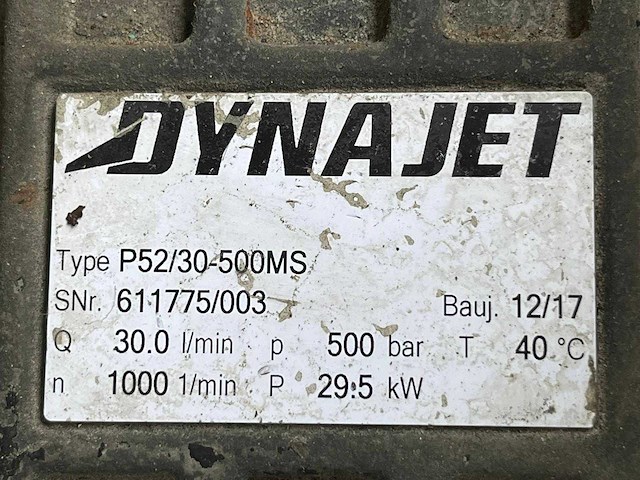 DYNAJET
Type P52/30-500MS
SNr. 611775/003 Bauj. 12/17
Q 30.0 l/min p 500 bar T 40 °C
n 1000 1/min P 29.5 kW